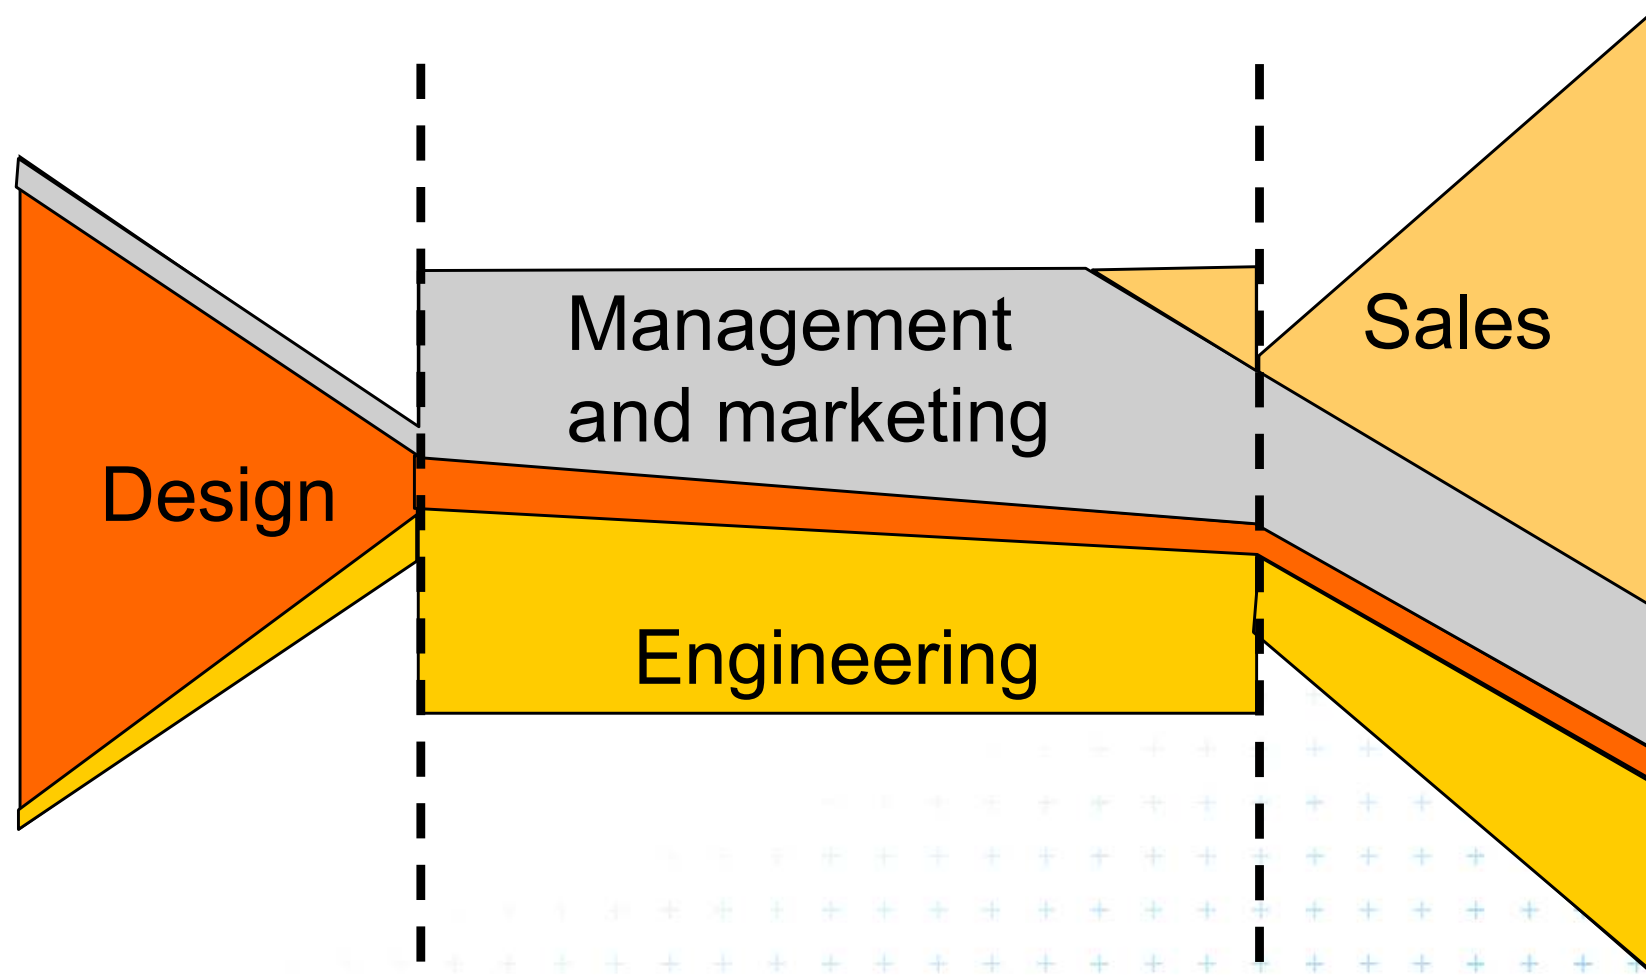 Management
and marketing
Sales
Design
Engineering